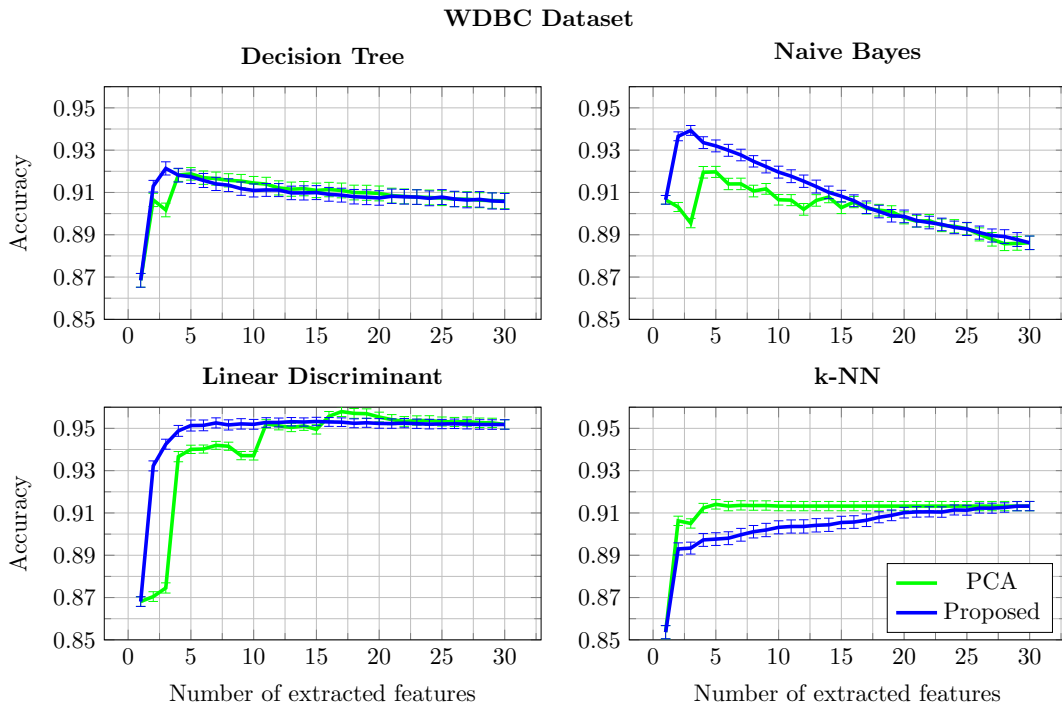 WDBC Dataset
Decision Tree
Naive Bayes
0.95
0.93
0.91
0.89
0.87
0.85
Accuracy
0 5 10 15 20 25 30
0.95
0.93
0.91
0.89
0.87
0.85
0 5 10 15 20 25 30
Linear Discriminant
k-NN
0.95
0.93
0.91
0.89
0.87
0.85
Accuracy
0 5 10 15 20 25 30
Number of extracted features
0.95
0.93
0.91
0.89
0.87
0.85
PCA
Proposed
0 5 10 15 20 25 30
Number of extracted features